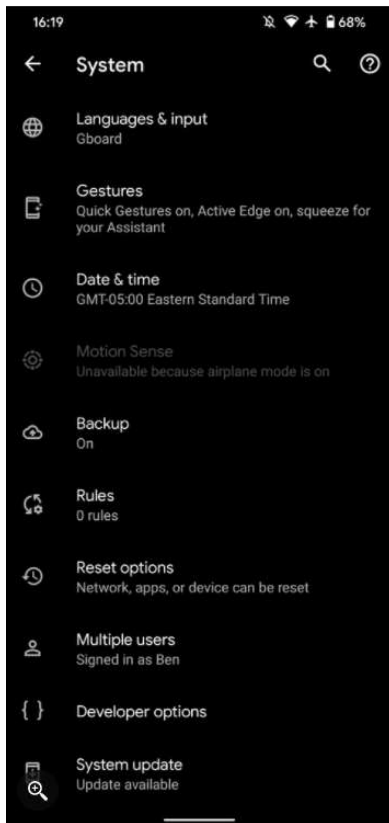 16:19 68%
System
Languages & input
Gboard
Gestures
Quick Gestures on, Active Edge on, squeeze for
your Assistant
Date & time
GMT-05:00 Eastern Standard Time
Motion Sense
Unavailable because airplane mode is on
Backup
On
Rules
0 rules
Reset options
Network, apps, or device can be reset
Multiple users
Signed in as Ben
{ } Developer options
System update
Update available